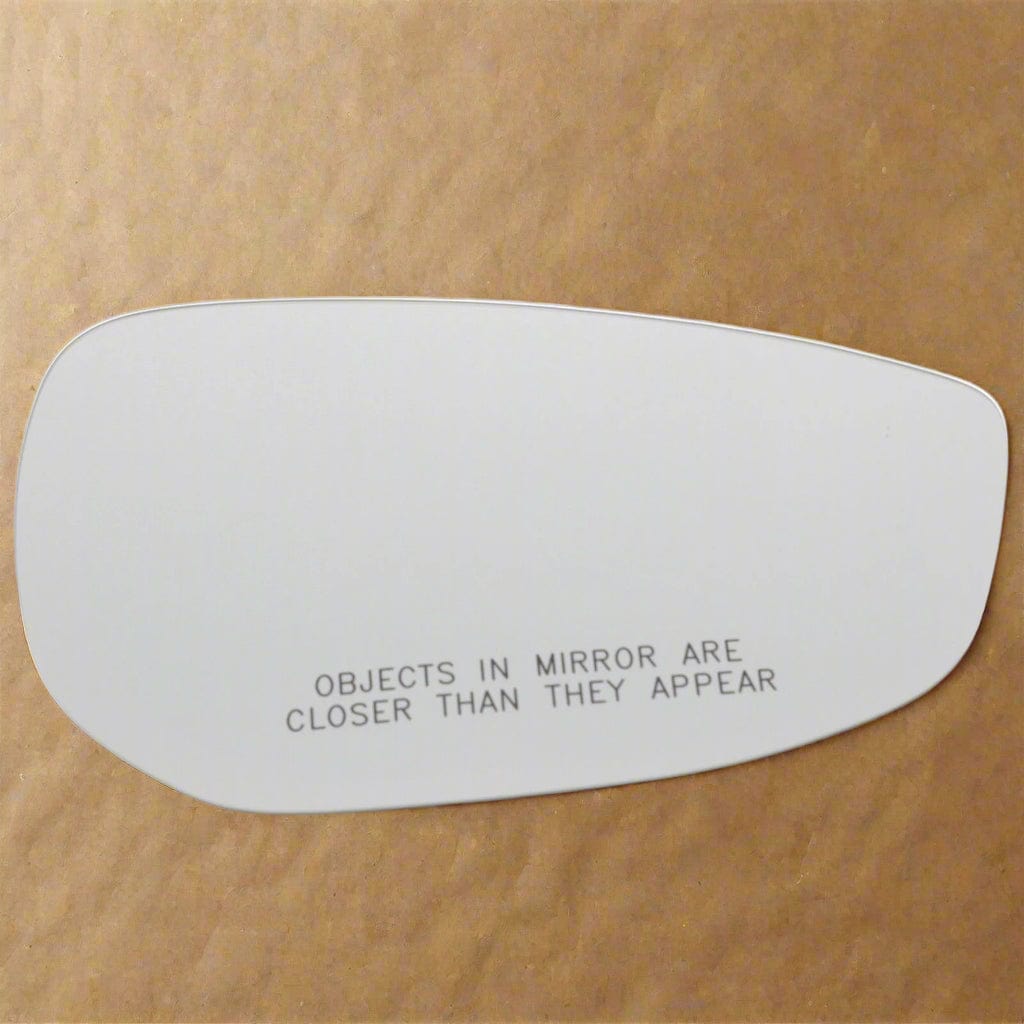 OBJECTS IN MIRROR ARE
CLOSER THAN THEY APPEAR